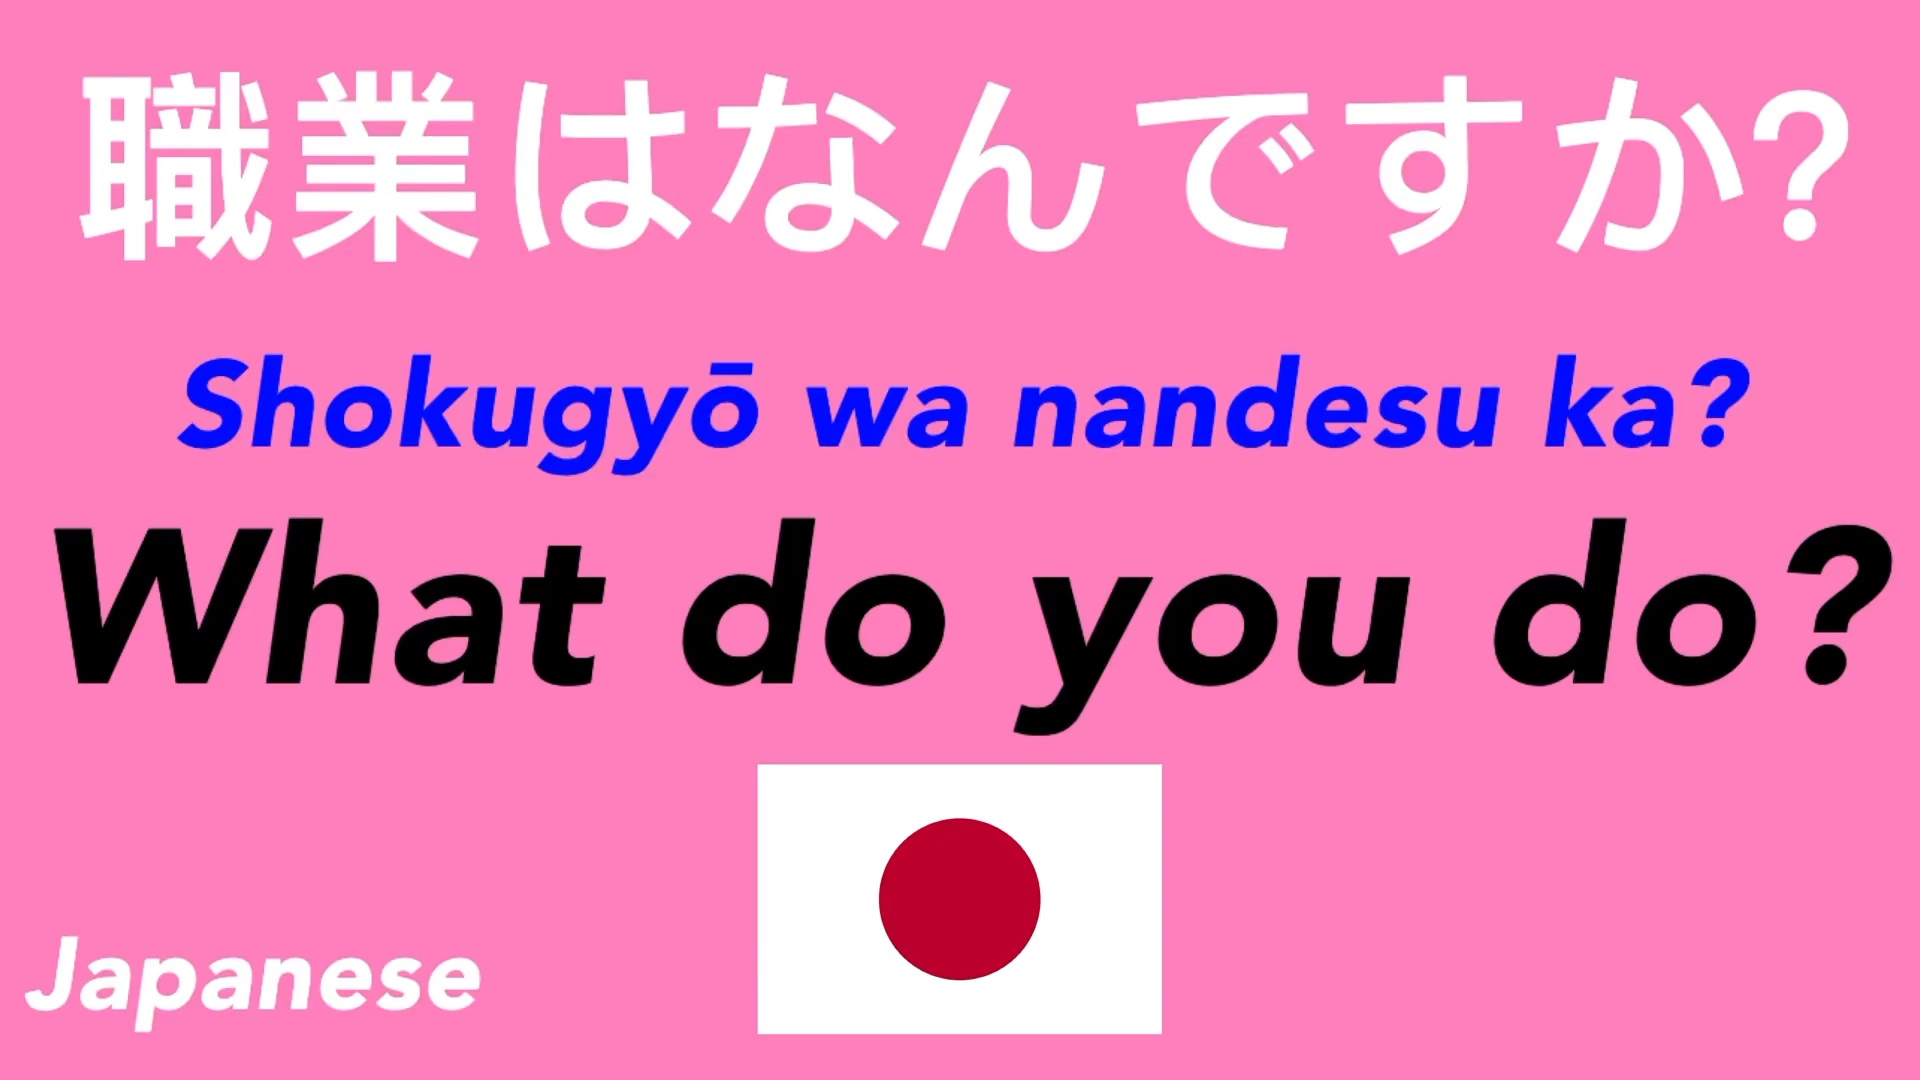 職業はなんですか?
Shokugyō wa nandesu ka?
What do you do?
Japanese